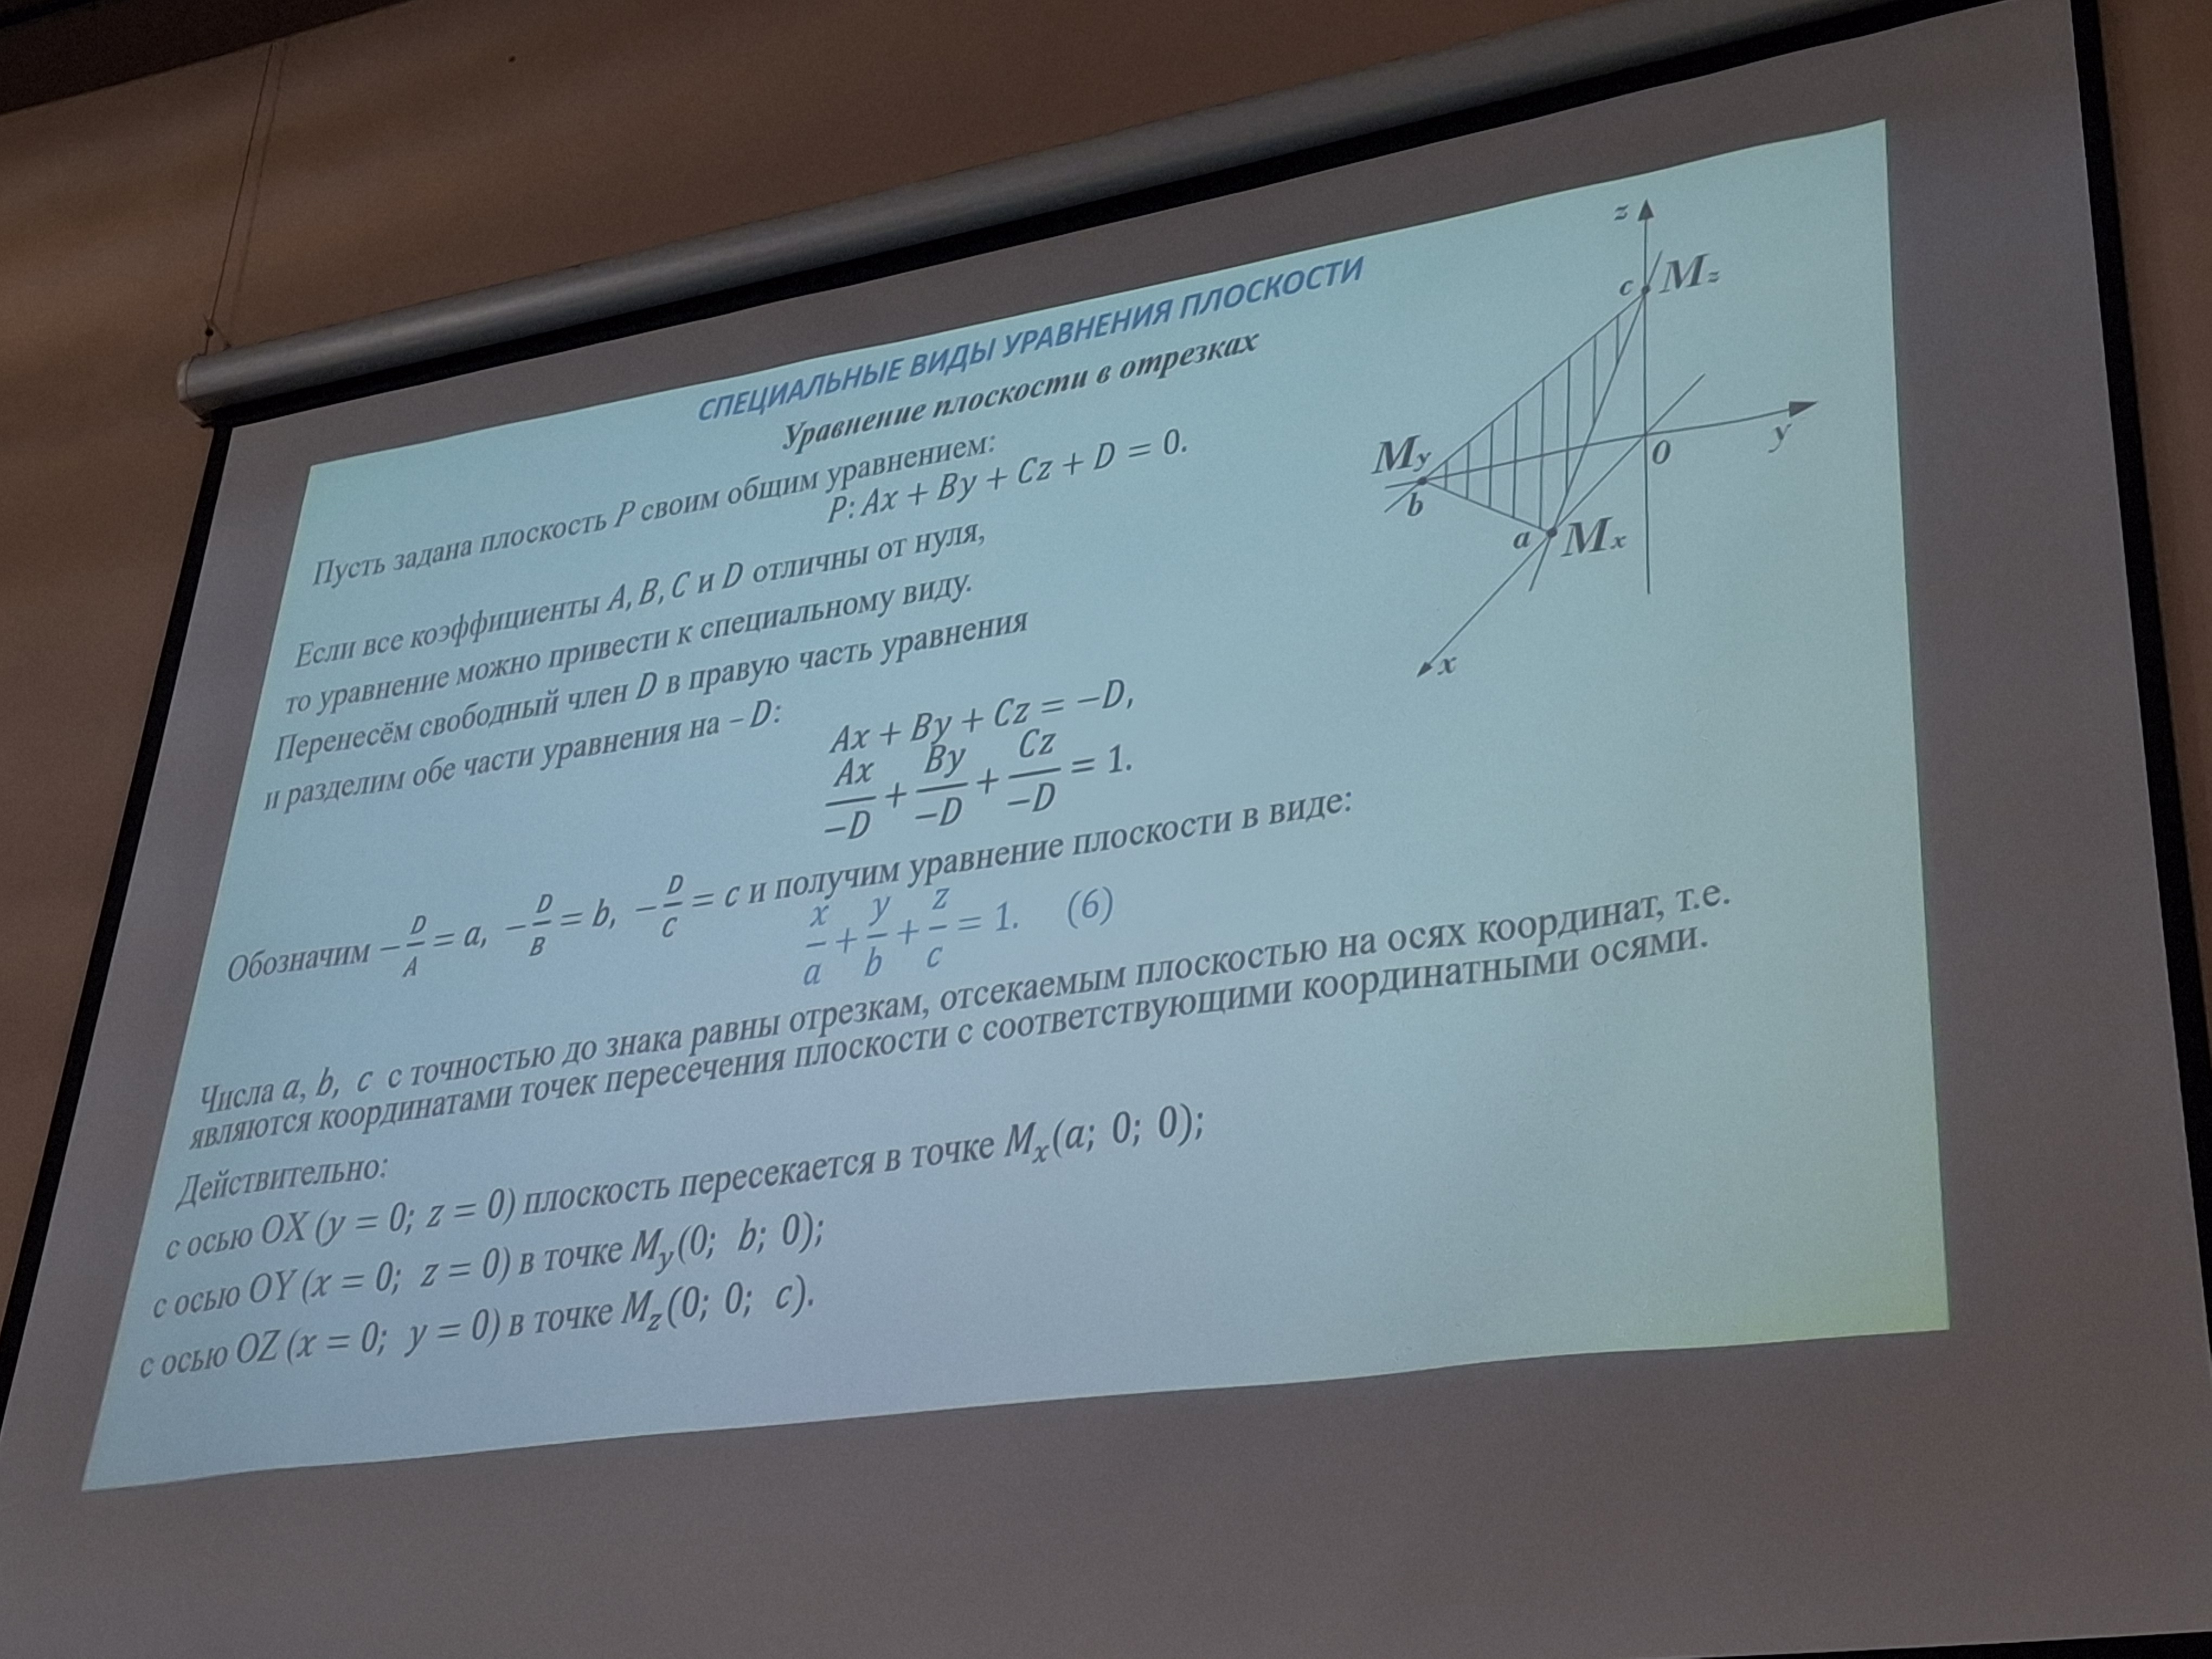 СПЕЦИАЛЬНЫЕ ВИДЫ УРАВНЕНИЯ ПЛОСКОСТИ
Уравнение плоскости в отрезках
Пусть задана плоскость P своим общим уравнением:
P: Ax + By + Cz + D = 0.
Если все коэффициенты A, B, C и D отличны от нуля,
то уравнение можно привести к специальному виду.
Перенесём свободный член D в правую часть уравнения
и разделим обе части уравнения на – D:
Ax + By + Cz = −D,
Ax/−D + By/−D + Cz/−D = 1.
Обозначим −D/A = a, −D/B = b, −D/C = c и получим уравнение плоскости в виде:
x/a + y/b + z/c = 1. (6)
Числа a, b, c с точностью до знака равны отрезкам, отсекаемым плоскостью на осях координат, т.е.
являются координатами точек пересечения плоскости с соответствующими координатными осями.
Действительно:
с осью OX (y = 0; z = 0) плоскость пересекается в точке Mx(a; 0; 0);
с осью OY (x = 0; z = 0) в точке My(0; b; 0);
с осью OZ (x = 0; y = 0) в точке Mz(0; 0; c).
z
c Mz
My
b
0
y
a Mx
x